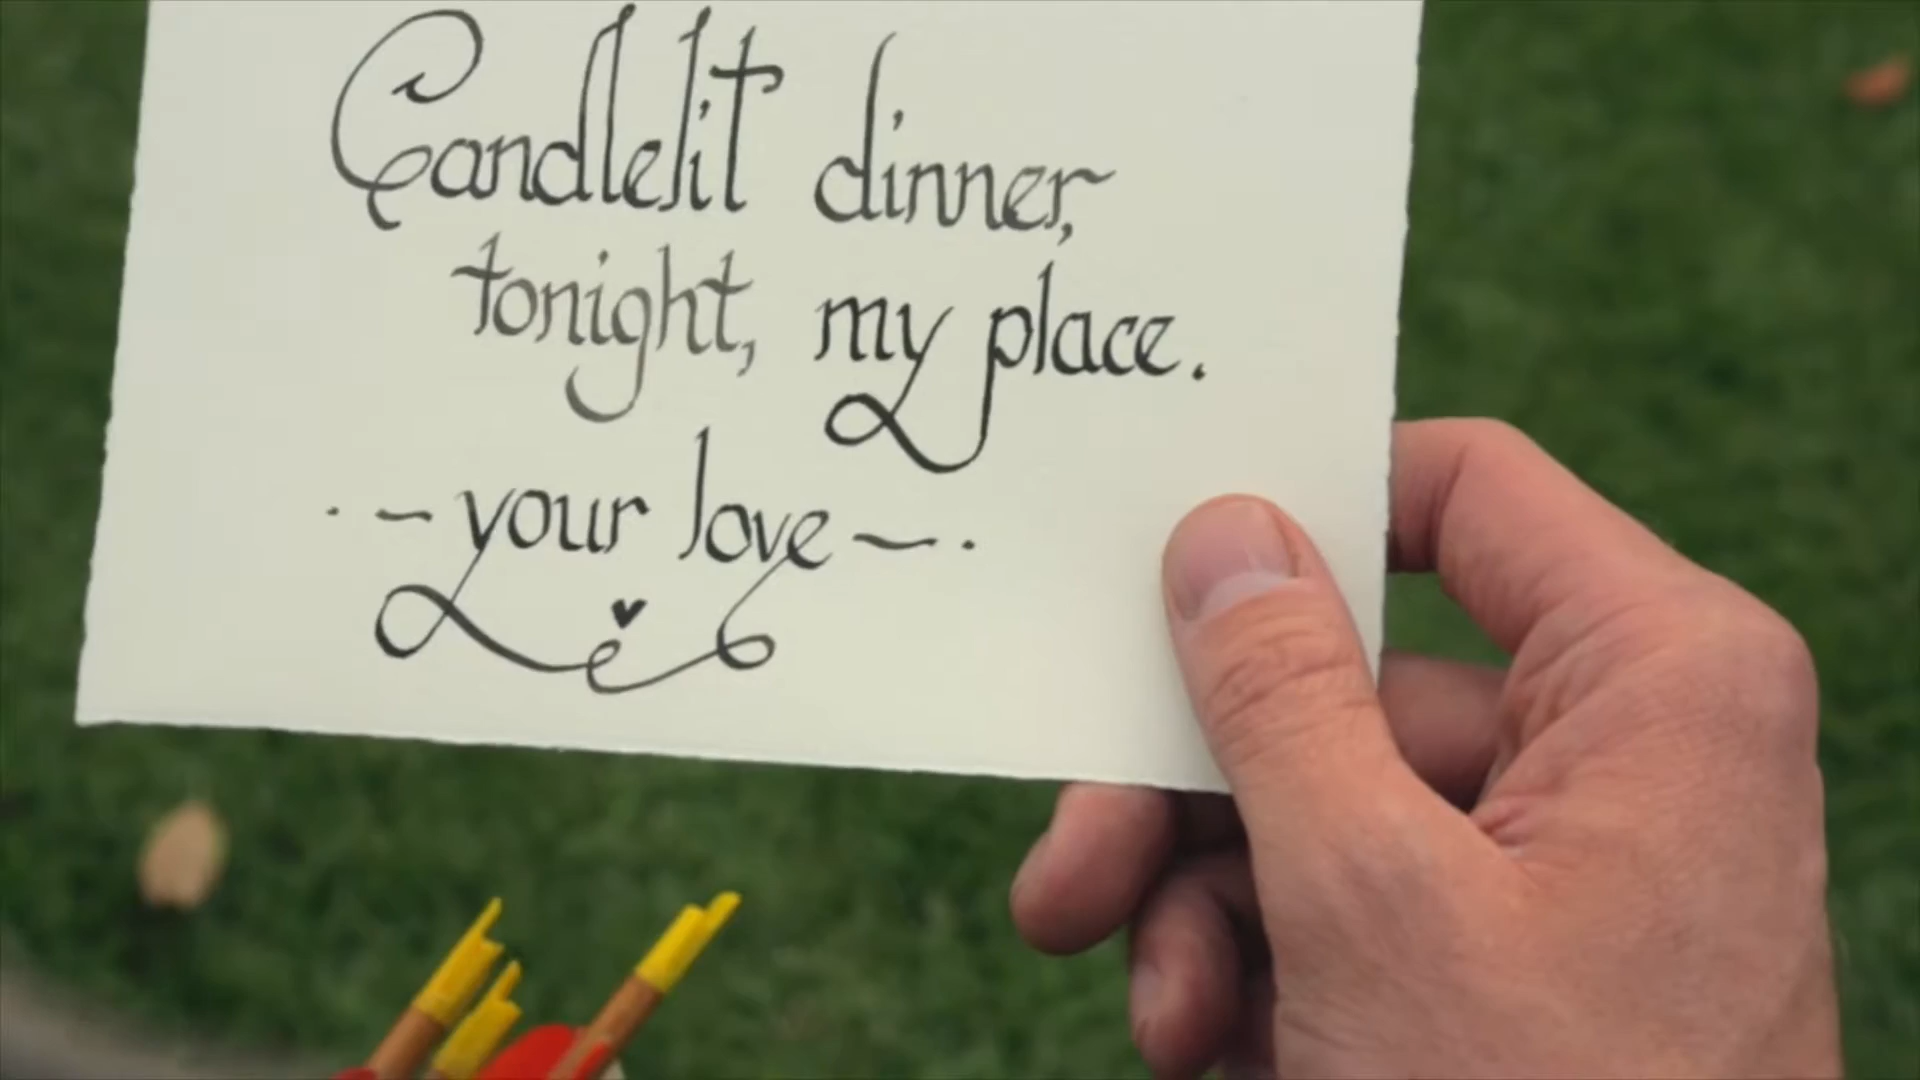 Candlelit dinner,
tonight, my place.
·–your love–·